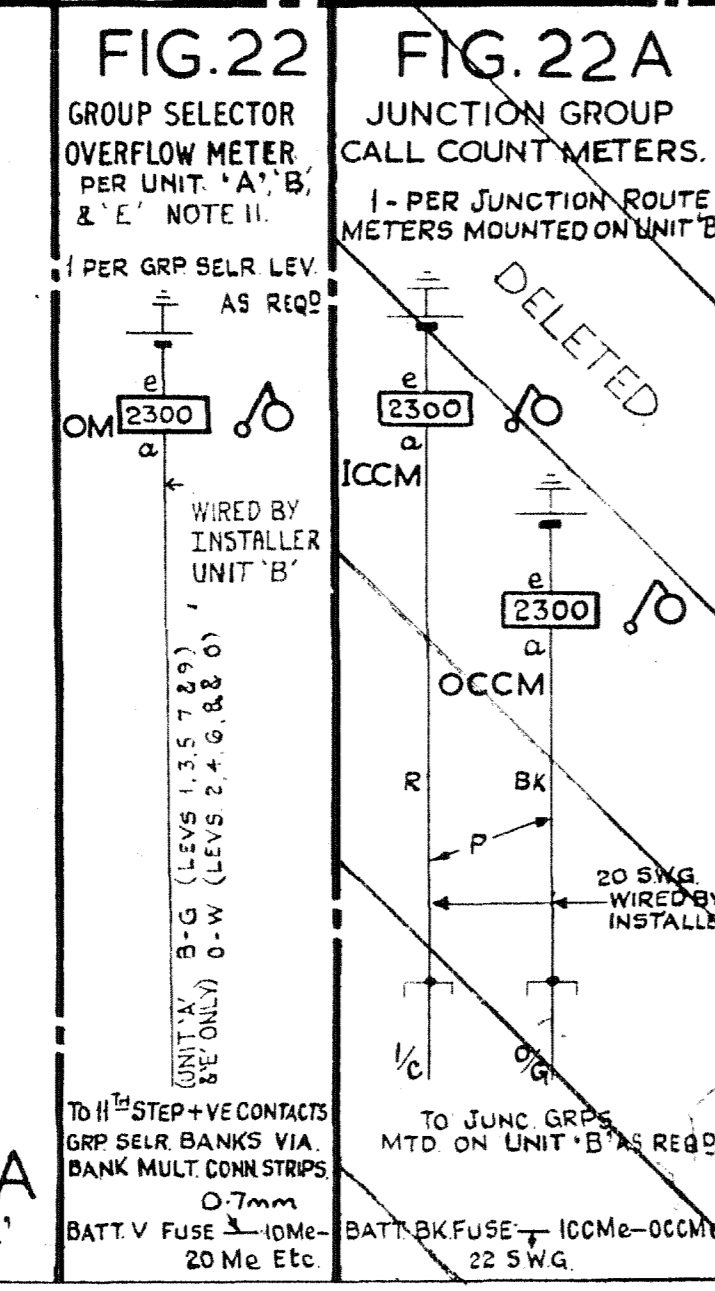 FIG.22
GROUP SELECTOR
OVERFLOW METER
PER UNIT. 'A','B',
& 'E' NOTE 11.
1 PER GRP. SELR. LEV.
AS REQD
e
OM 2300
a
WIRED BY
INSTALLER
UNIT 'B'
(UNIT 'A' B-G (LEVS 1,3,5 7 & 9)
& 'E' ONLY) O-W (LEVS. 2,4,6,8 & 0)
TO 11TH STEP +VE CONTACTS
GRP. SELR. BANKS VIA.
BANK MULT. CONN. STRIPS.
0.7mm
BATT. V FUSE 10Me-
20 Me Etc.
FIG. 22A
JUNCTION GROUP
CALL COUNT METERS.
1 - PER JUNCTION ROUTE
METERS MOUNTED ON UNIT 'B
DELETED.
e
2300
a
ICCM
e
2300
a
OCCM
R BK
P
20 S.W.G.
WIRED BY
INSTALLE
I/C O/G
TO JUNC. GRPS
MTD. ON UNIT 'B' AS REQD
BATT. BK. FUSE ICCMe-OCCM
22 S.W.G.
A